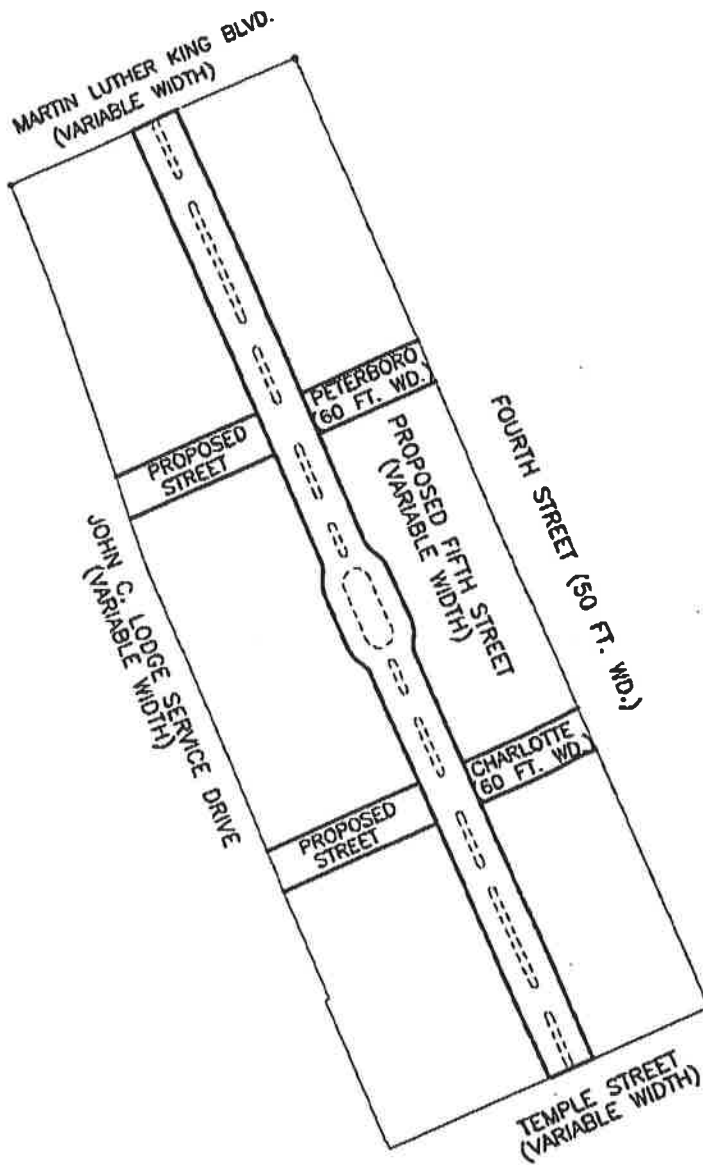 MARTIN LUTHER KING BLVD.
(VARIABLE WIDTH)
PETERBORO
(60 FT. WD.)
PROPOSED
STREET
FOURTH STREET (50 FT. WD.)
PROPOSED FIFTH STREET
(VARIABLE WIDTH)
JOHN C. LODGE SERVICE DRIVE
(VARIABLE WIDTH)
CHARLOTTE
(60 FT. WD.)
PROPOSED
STREET
TEMPLE STREET
(VARIABLE WIDTH)